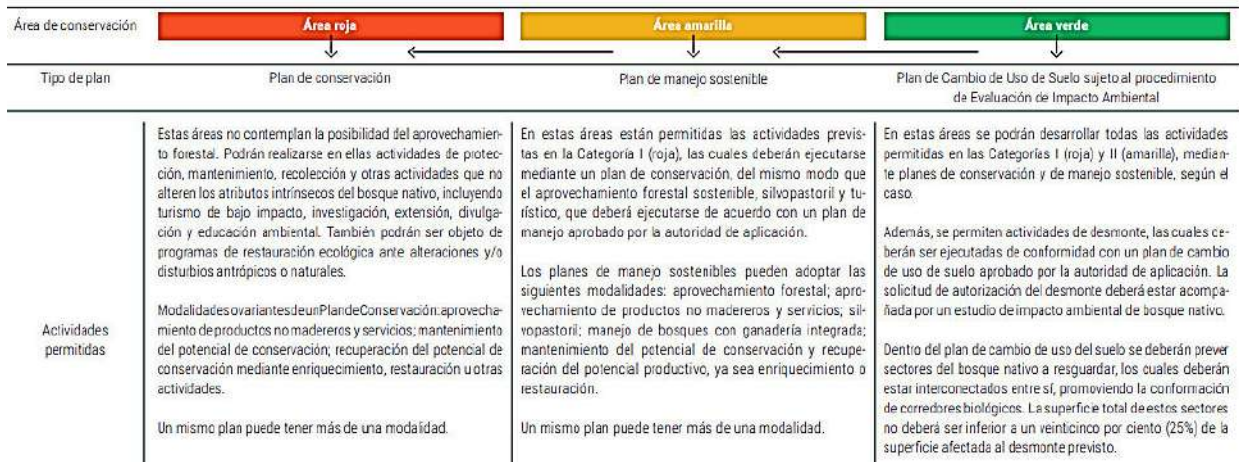 Área de conservación
Área roja
Área amarilla
Área verde
Tipo de plan
Plan de conservación
Plan de manejo sostenible
Plan de Cambio de Uso de Suelo sujeto al procedimiento
de Evaluación de Impacto Ambiental
Actividades
permitidas
Estas áreas no contemplan la posibilidad del aprovechamien-
to forestal. Podrán realizarse en ellas actividades de protec-
ción, mantenimiento, recolección y otras actividades que no
alteren los atributos intrínsecos del bosque nativo, incluyendo
turismo de bajo impacto, investigación, extensión, divulga-
ción y educación ambiental. También podrán ser objeto de
programas de restauración ecológica ante alteraciones y/o
disturbios antrópicos o naturales.
Modalidades o variantes de un Plan de Conservación: aprovecha-
miento de productos no madereros y servicios; mantenimiento
del potencial de conservación; recuperación del potencial de
conservación mediante enriquecimiento, restauración u otras
actividades.
Un mismo plan puede tener más de una modalidad.
En estas áreas están permitidas las actividades previs-
tas en la Categoría I (roja), las cuales deberán ejecutarse
mediante un plan de conservación, del mismo modo que
el aprovechamiento forestal sostenible, silvopastoril y tu-
rístico, que deberá ejecutarse de acuerdo con un plan de
manejo aprobado por la autoridad de aplicación.
Los planes de manejo sostenibles pueden adoptar las
siguientes modalidades: aprovechamiento forestal; apro-
vechamiento de productos no madereros y servicios; sil-
vopastoril; manejo de bosques con ganadería integrada;
mantenimiento del potencial de conservación y recupe-
ración del potencial productivo, ya sea enriquecimiento o
restauración.
Un mismo plan puede tener más de una modalidad.
En estas áreas se podrán desarrollar todas las actividades
permitidas en las Categorías I (roja) y II (amarilla), median-
te planes de conservación y de manejo sostenible, según el
caso.
Además, se permiten actividades de desmonte, las cuales de-
berán ser ejecutadas de conformidad con un plan de cambio
de uso de suelo aprobado por la autoridad de aplicación. La
solicitud de autorización del desmonte deberá estar acompa-
ñada por un estudio de impacto ambiental de bosque nativo.
Dentro del plan de cambio de uso del suelo se deberán prever
sectores del bosque nativo a resguardar, los cuales deberán
estar interconectados entre sí, promoviendo la conformación
de corredores biológicos. La superficie total de estos sectores
no deberá ser inferior a un veinticinco por ciento (25%) de la
superficie afectada al desmonte previsto.